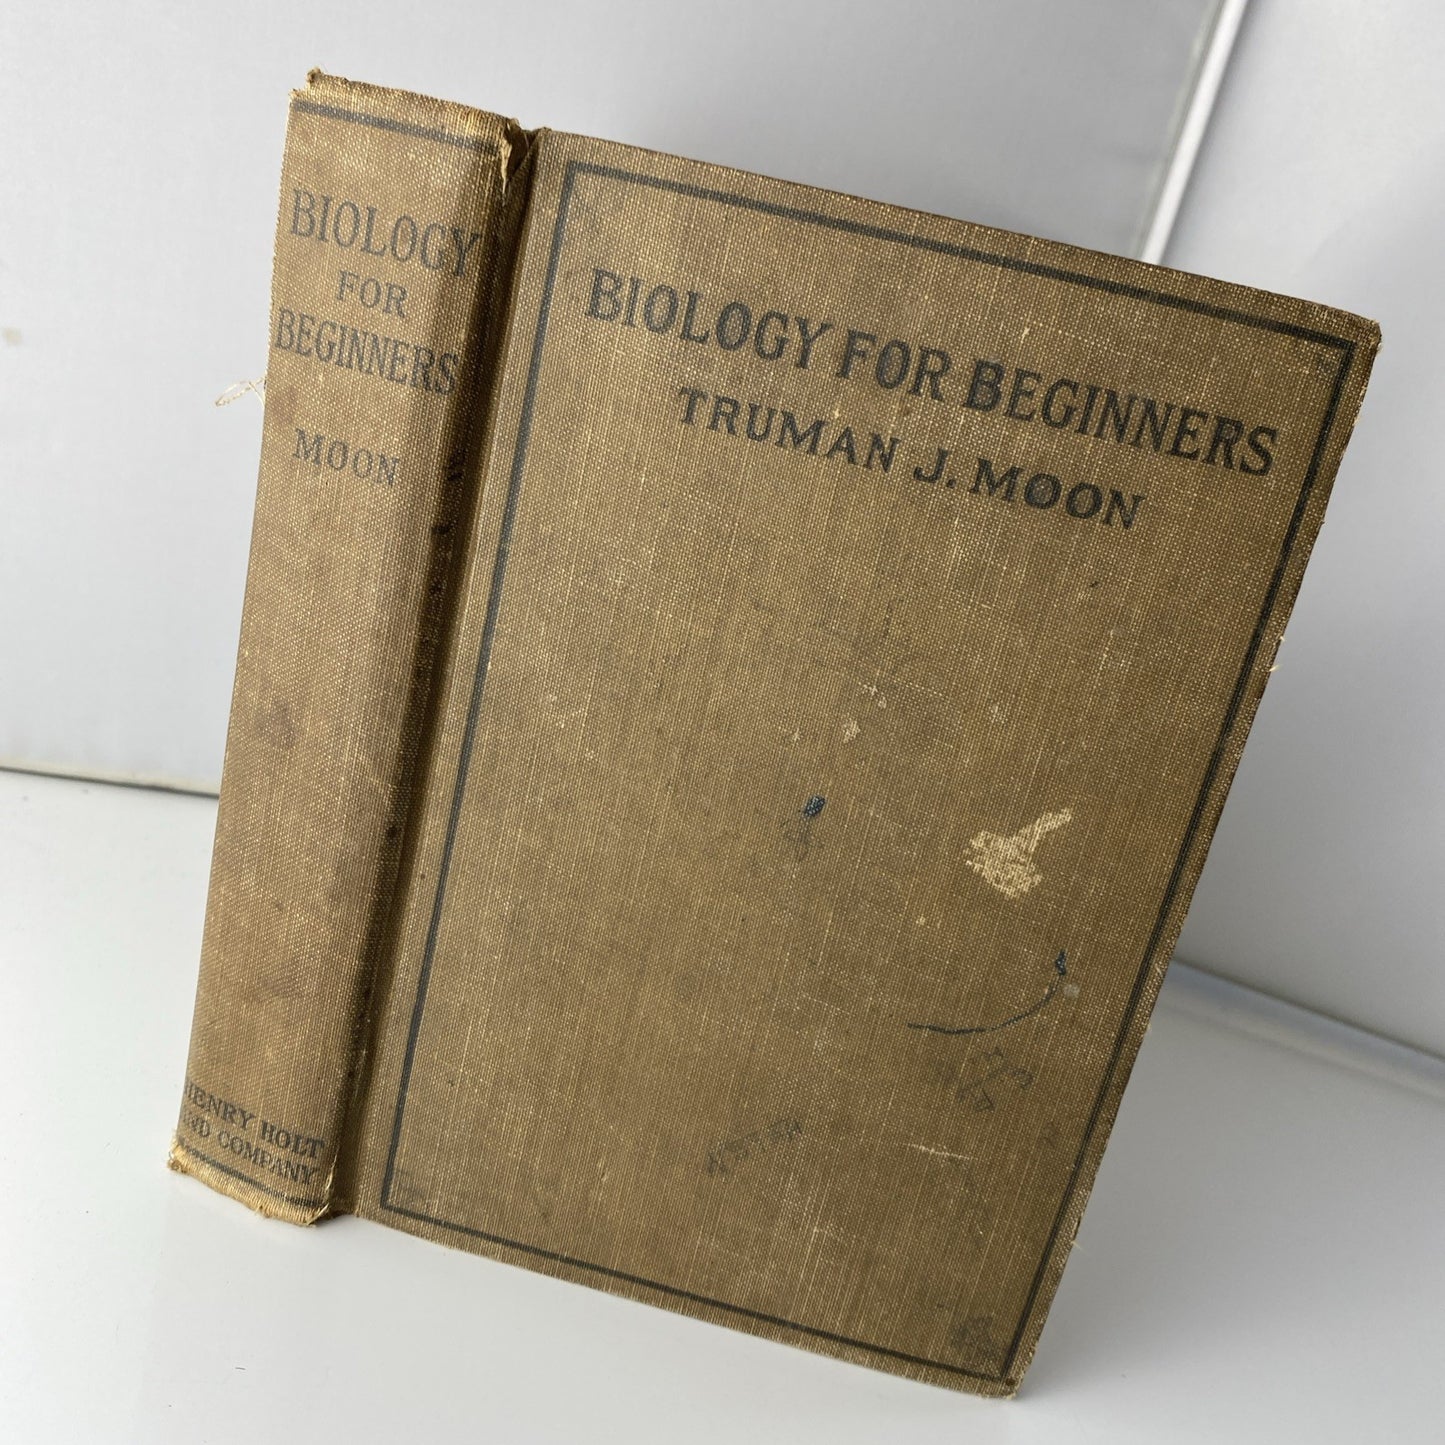 BIOLOGY
FOR
BEGINNERS
MOON
HENRY HOLT
AND COMPANY
BIOLOGY FOR BEGINNERS
TRUMAN J. MOON